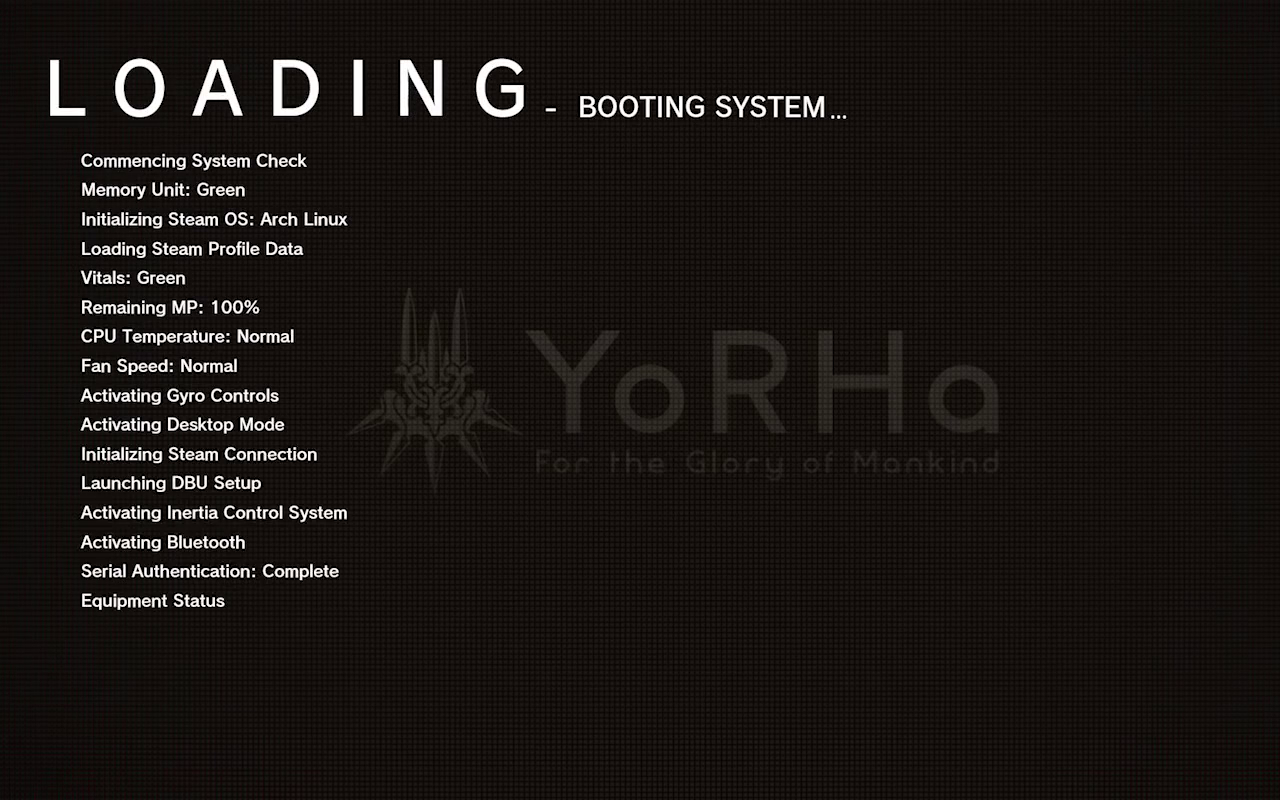 LOADING - BOOTING SYSTEM...
Commencing System Check
Memory Unit: Green
Initializing Steam OS: Arch Linux
Loading Steam Profile Data
Vitals: Green
Remaining MP: 100%
CPU Temperature: Normal
Fan Speed: Normal
Activating Gyro Controls
Activating Desktop Mode
Initializing Steam Connection
Launching DBU Setup
Activating Inertia Control System
Activating Bluetooth
Serial Authentication: Complete
Equipment Status
YoRHa
For the Glory of Mankind